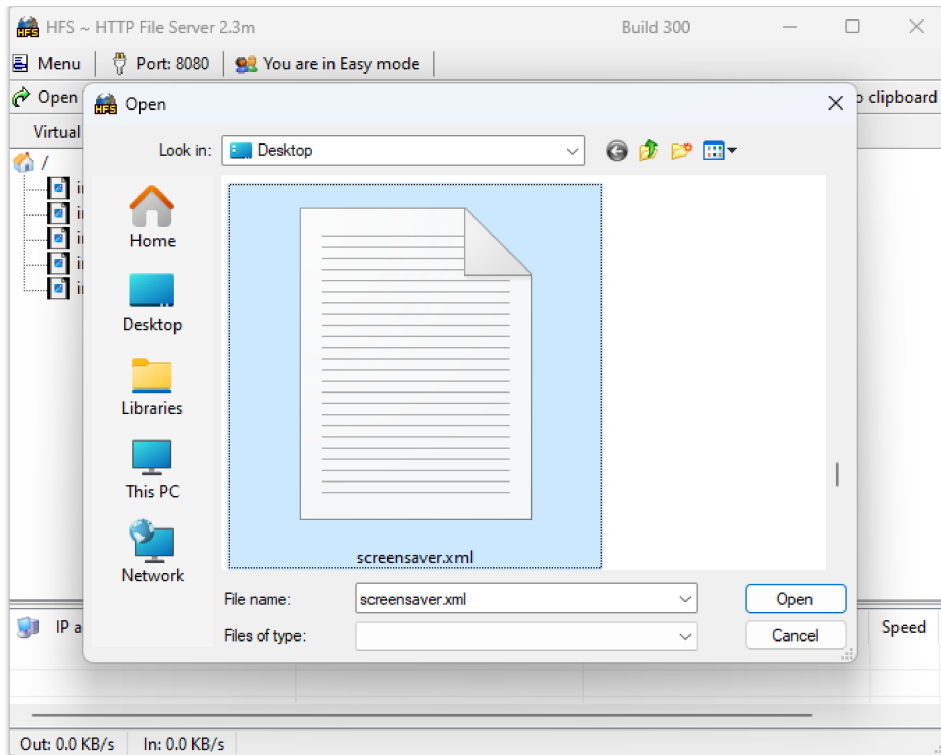 HFS ~ HTTP File Server 2.3m Build 300
Menu Port: 8080 You are in Easy mode
Open clipboard
Open
Virtual
Look in: Desktop
/
Home
Desktop
Libraries
This PC
Network
screensaver.xml
File name: screensaver.xml Open
Files of type: Cancel
IP a Speed
Out: 0.0 KB/s In: 0.0 KB/s